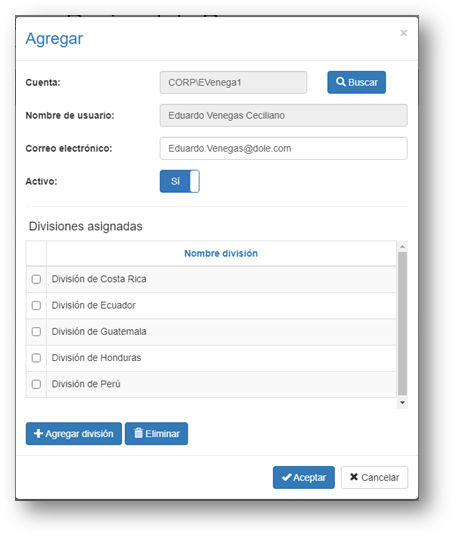 Agregar
×
Cuenta: CORP\EVenega1 Buscar
Nombre de usuario: Eduardo Venegas Ceciliano
Correo electrónico: Eduardo.Venegas@dole.com
Activo: SÍ
Divisiones asignadas
Nombre división
División de Costa Rica
División de Ecuador
División de Guatemala
División de Honduras
División de Perú
Agregar división Eliminar
Aceptar Cancelar